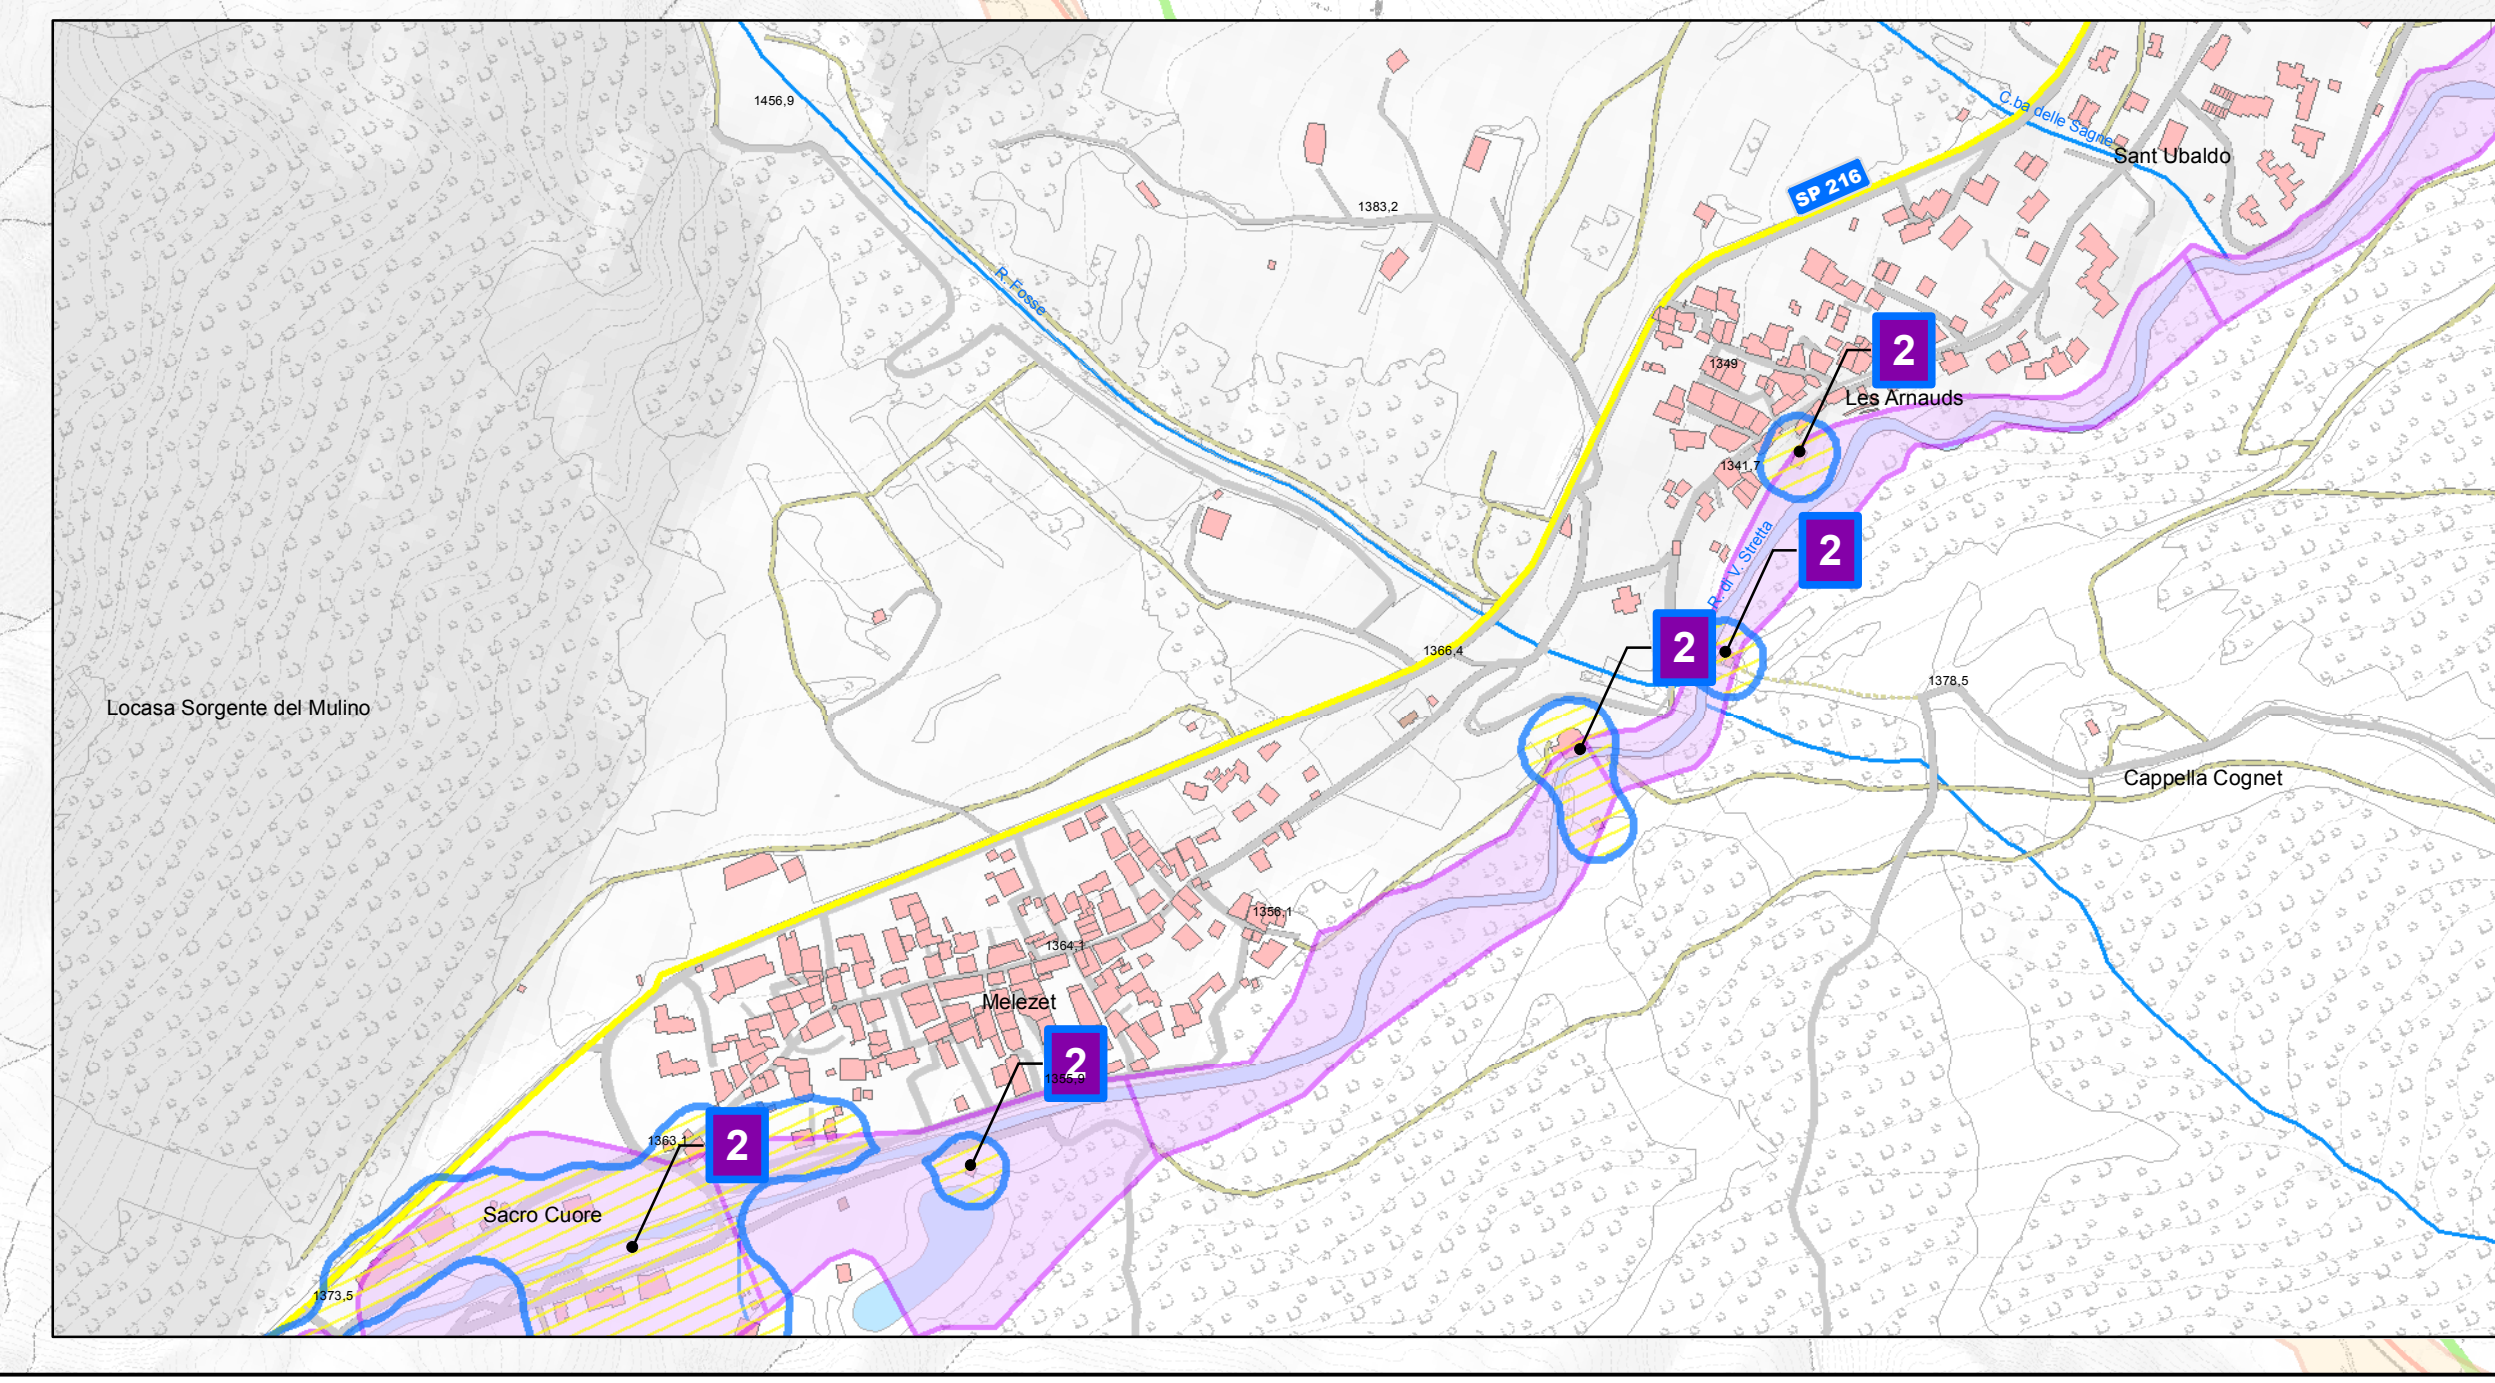 1456,9
C.ba delle Sagne
Sant Ubaldo
SP 216
1383,2
R. Fosse
2
1349
Les Arnauds
1341,7
R. di V. Stretta
2
2
1366,4
1378,5
Locasa Sorgente del Mulino
Cappella Cognet
1356,1
1364,1
Melezet
2
1355,9
1363,1
2
Sacro Cuore
1373,5